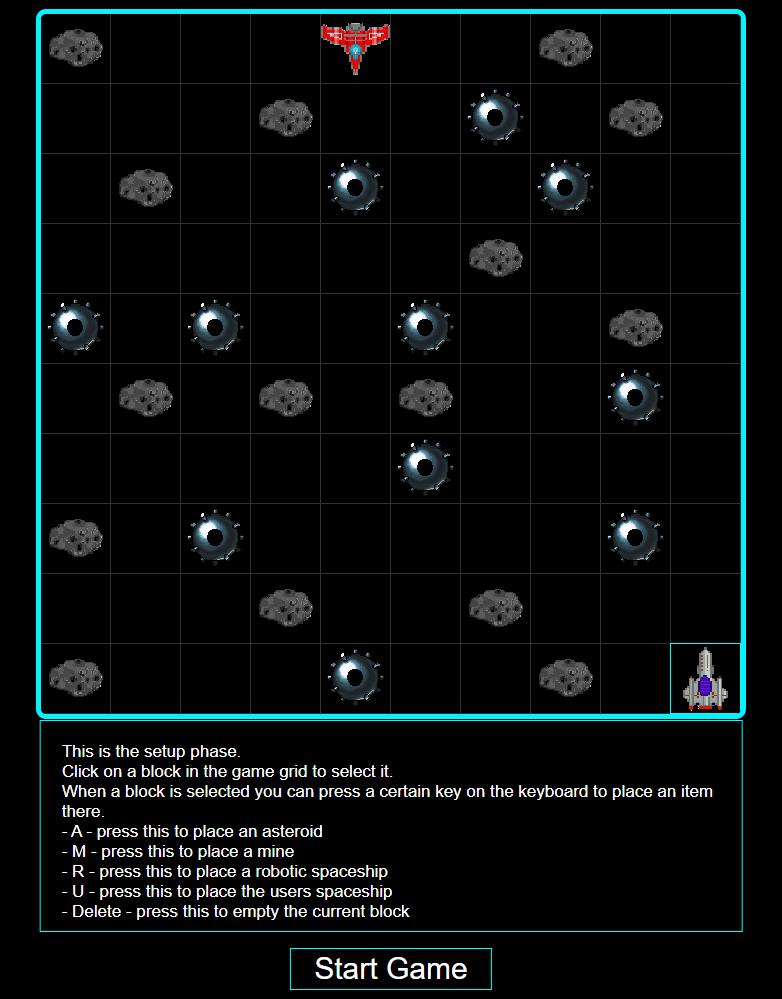 This is the setup phase.
Click on a block in the game grid to select it.
When a block is selected you can press a certain key on the keyboard to place an item
there.
- A - press this to place an asteroid
- M - press this to place a mine
- R - press this to place a robotic spaceship
- U - press this to place the users spaceship
- Delete - press this to empty the current block
Start Game